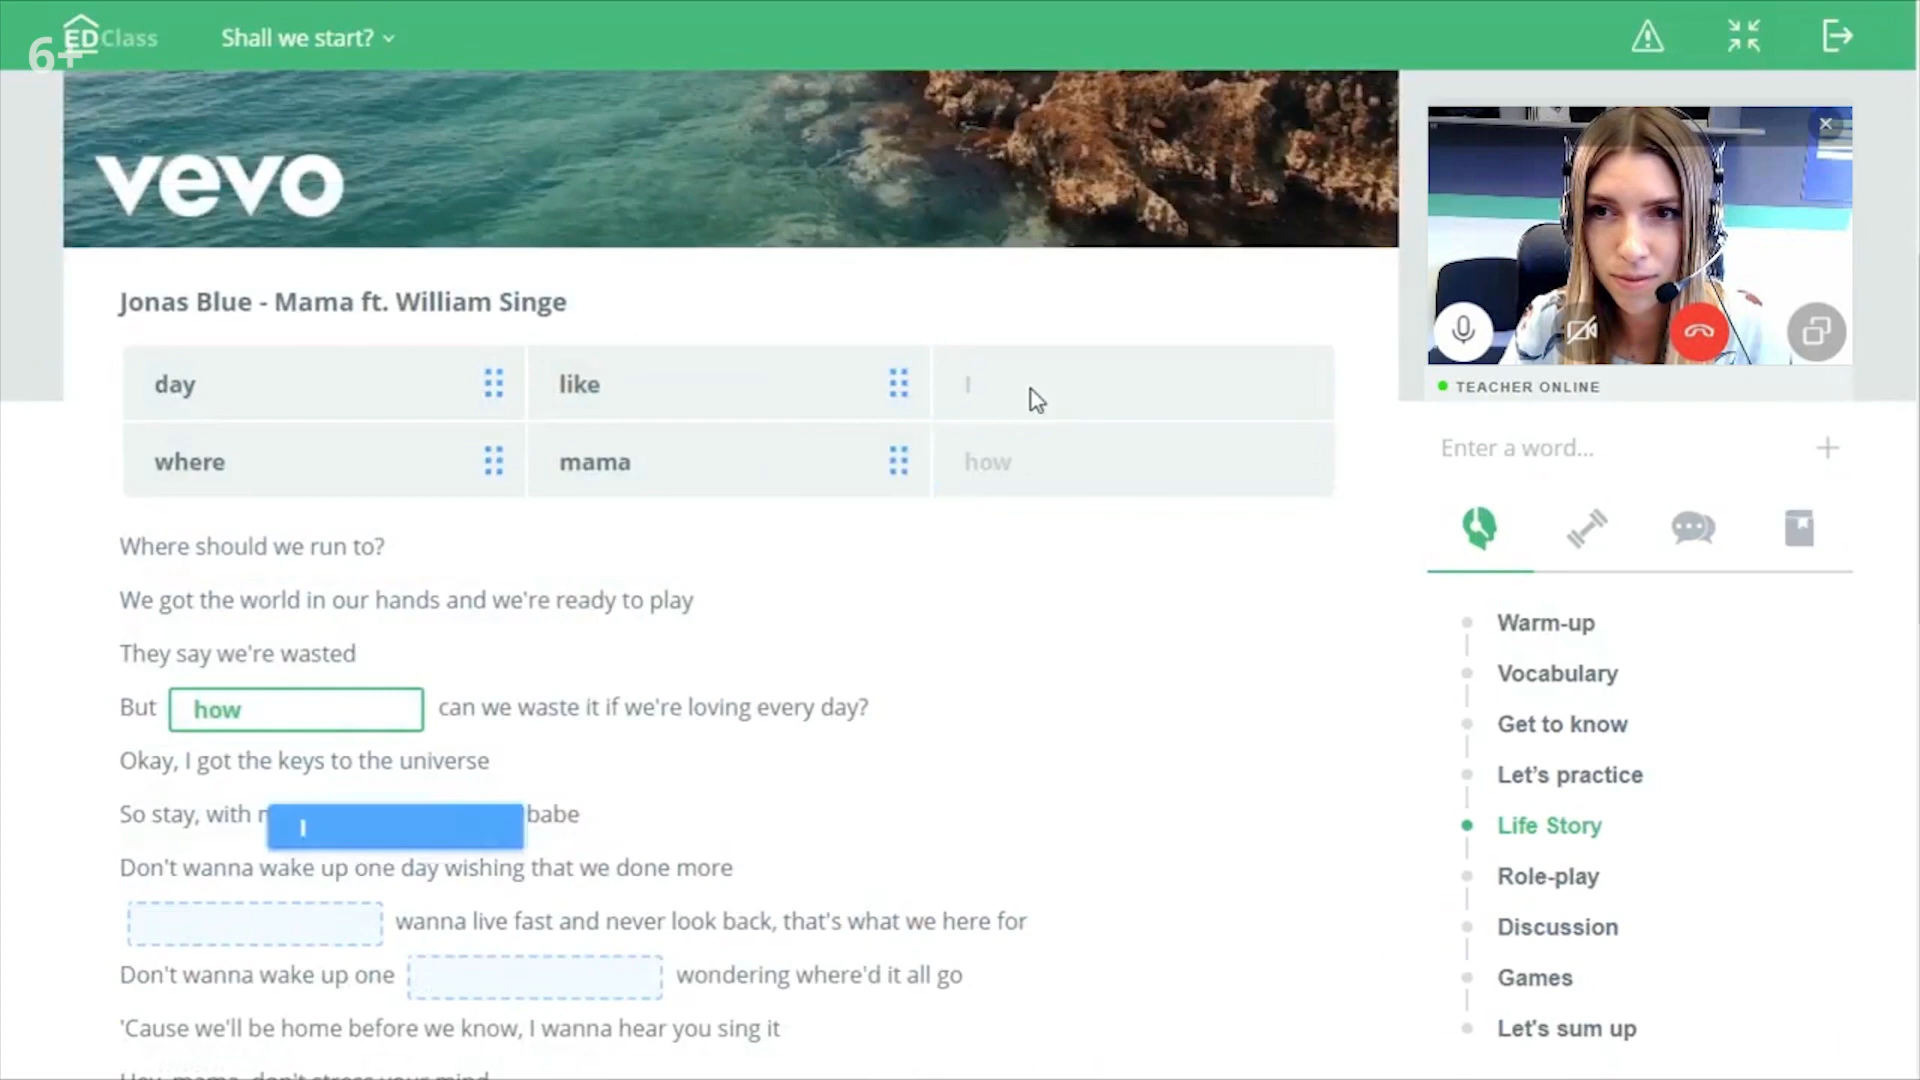 6+
EDClass
Shall we start?
vevo
Jonas Blue - Mama ft. William Singe
day
like
I
where
mama
how
Where should we run to?
We got the world in our hands and we're ready to play
They say we're wasted
But how can we waste it if we're loving every day?
Okay, I got the keys to the universe
So stay, with
I
babe
Don't wanna wake up one day wishing that we done more
wanna live fast and never look back, that's what we here for
Don't wanna wake up one wondering where'd it all go
'Cause we'll be home before we know, I wanna hear you sing it
Hey, mama, don't stress your mind
TEACHER ONLINE
Enter a word...
Warm-up
Vocabulary
Get to know
Let's practice
Life Story
Role-play
Discussion
Games
Let's sum up